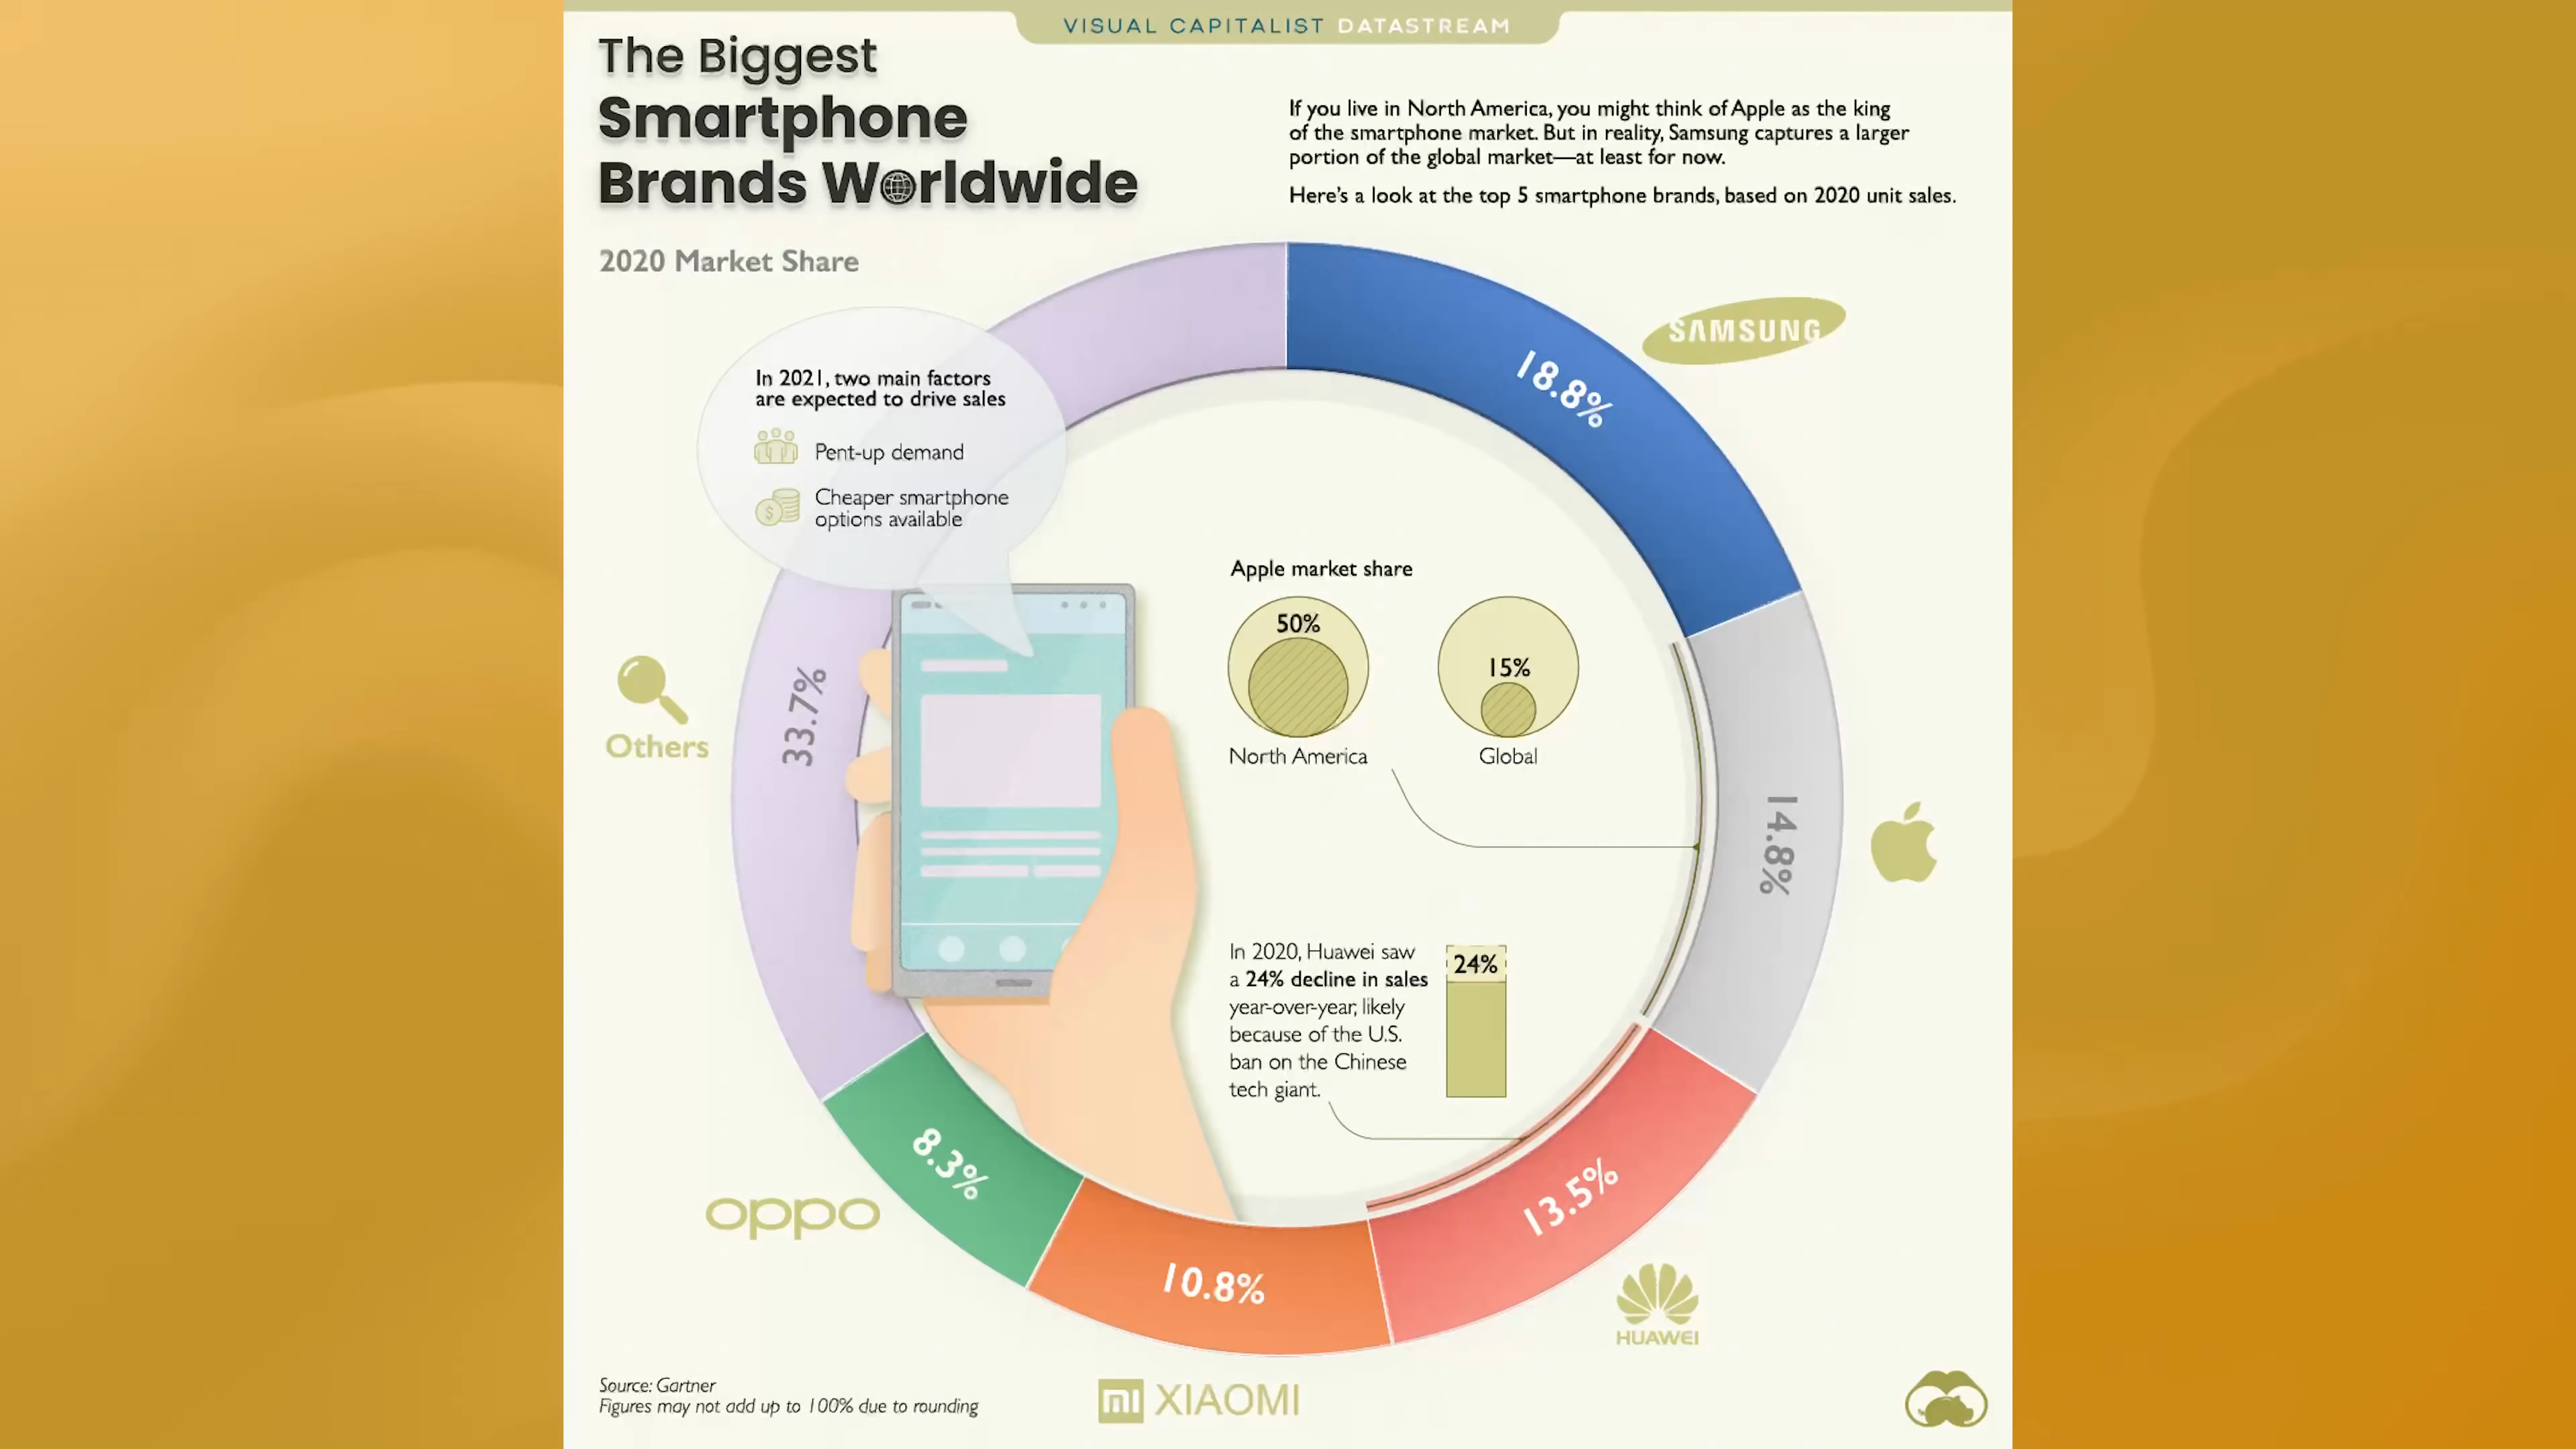 VISUAL CAPITALIST DATASTREAM
The Biggest
Smartphone
Brands Worldwide
2020 Market Share
If you live in North America, you might think of Apple as the king
of the smartphone market. But in reality, Samsung captures a larger
portion of the global market—at least for now.
Here's a look at the top 5 smartphone brands, based on 2020 unit sales.
In 2021, two main factors
are expected to drive sales
Pent-up demand
Cheaper smartphone
options available
SAMSUNG
18.8%
Apple market share
50%
North America
15%
Global
14.8%
Others
33.7%
In 2020, Huawei saw
a 24% decline in sales
year-over-year, likely
because of the U.S.
ban on the Chinese
tech giant.
24%
13.5%
HUAWEI
8.3%
oppo
10.8%
mi XIAOMI
Source: Gartner
Figures may not add up to 100% due to rounding